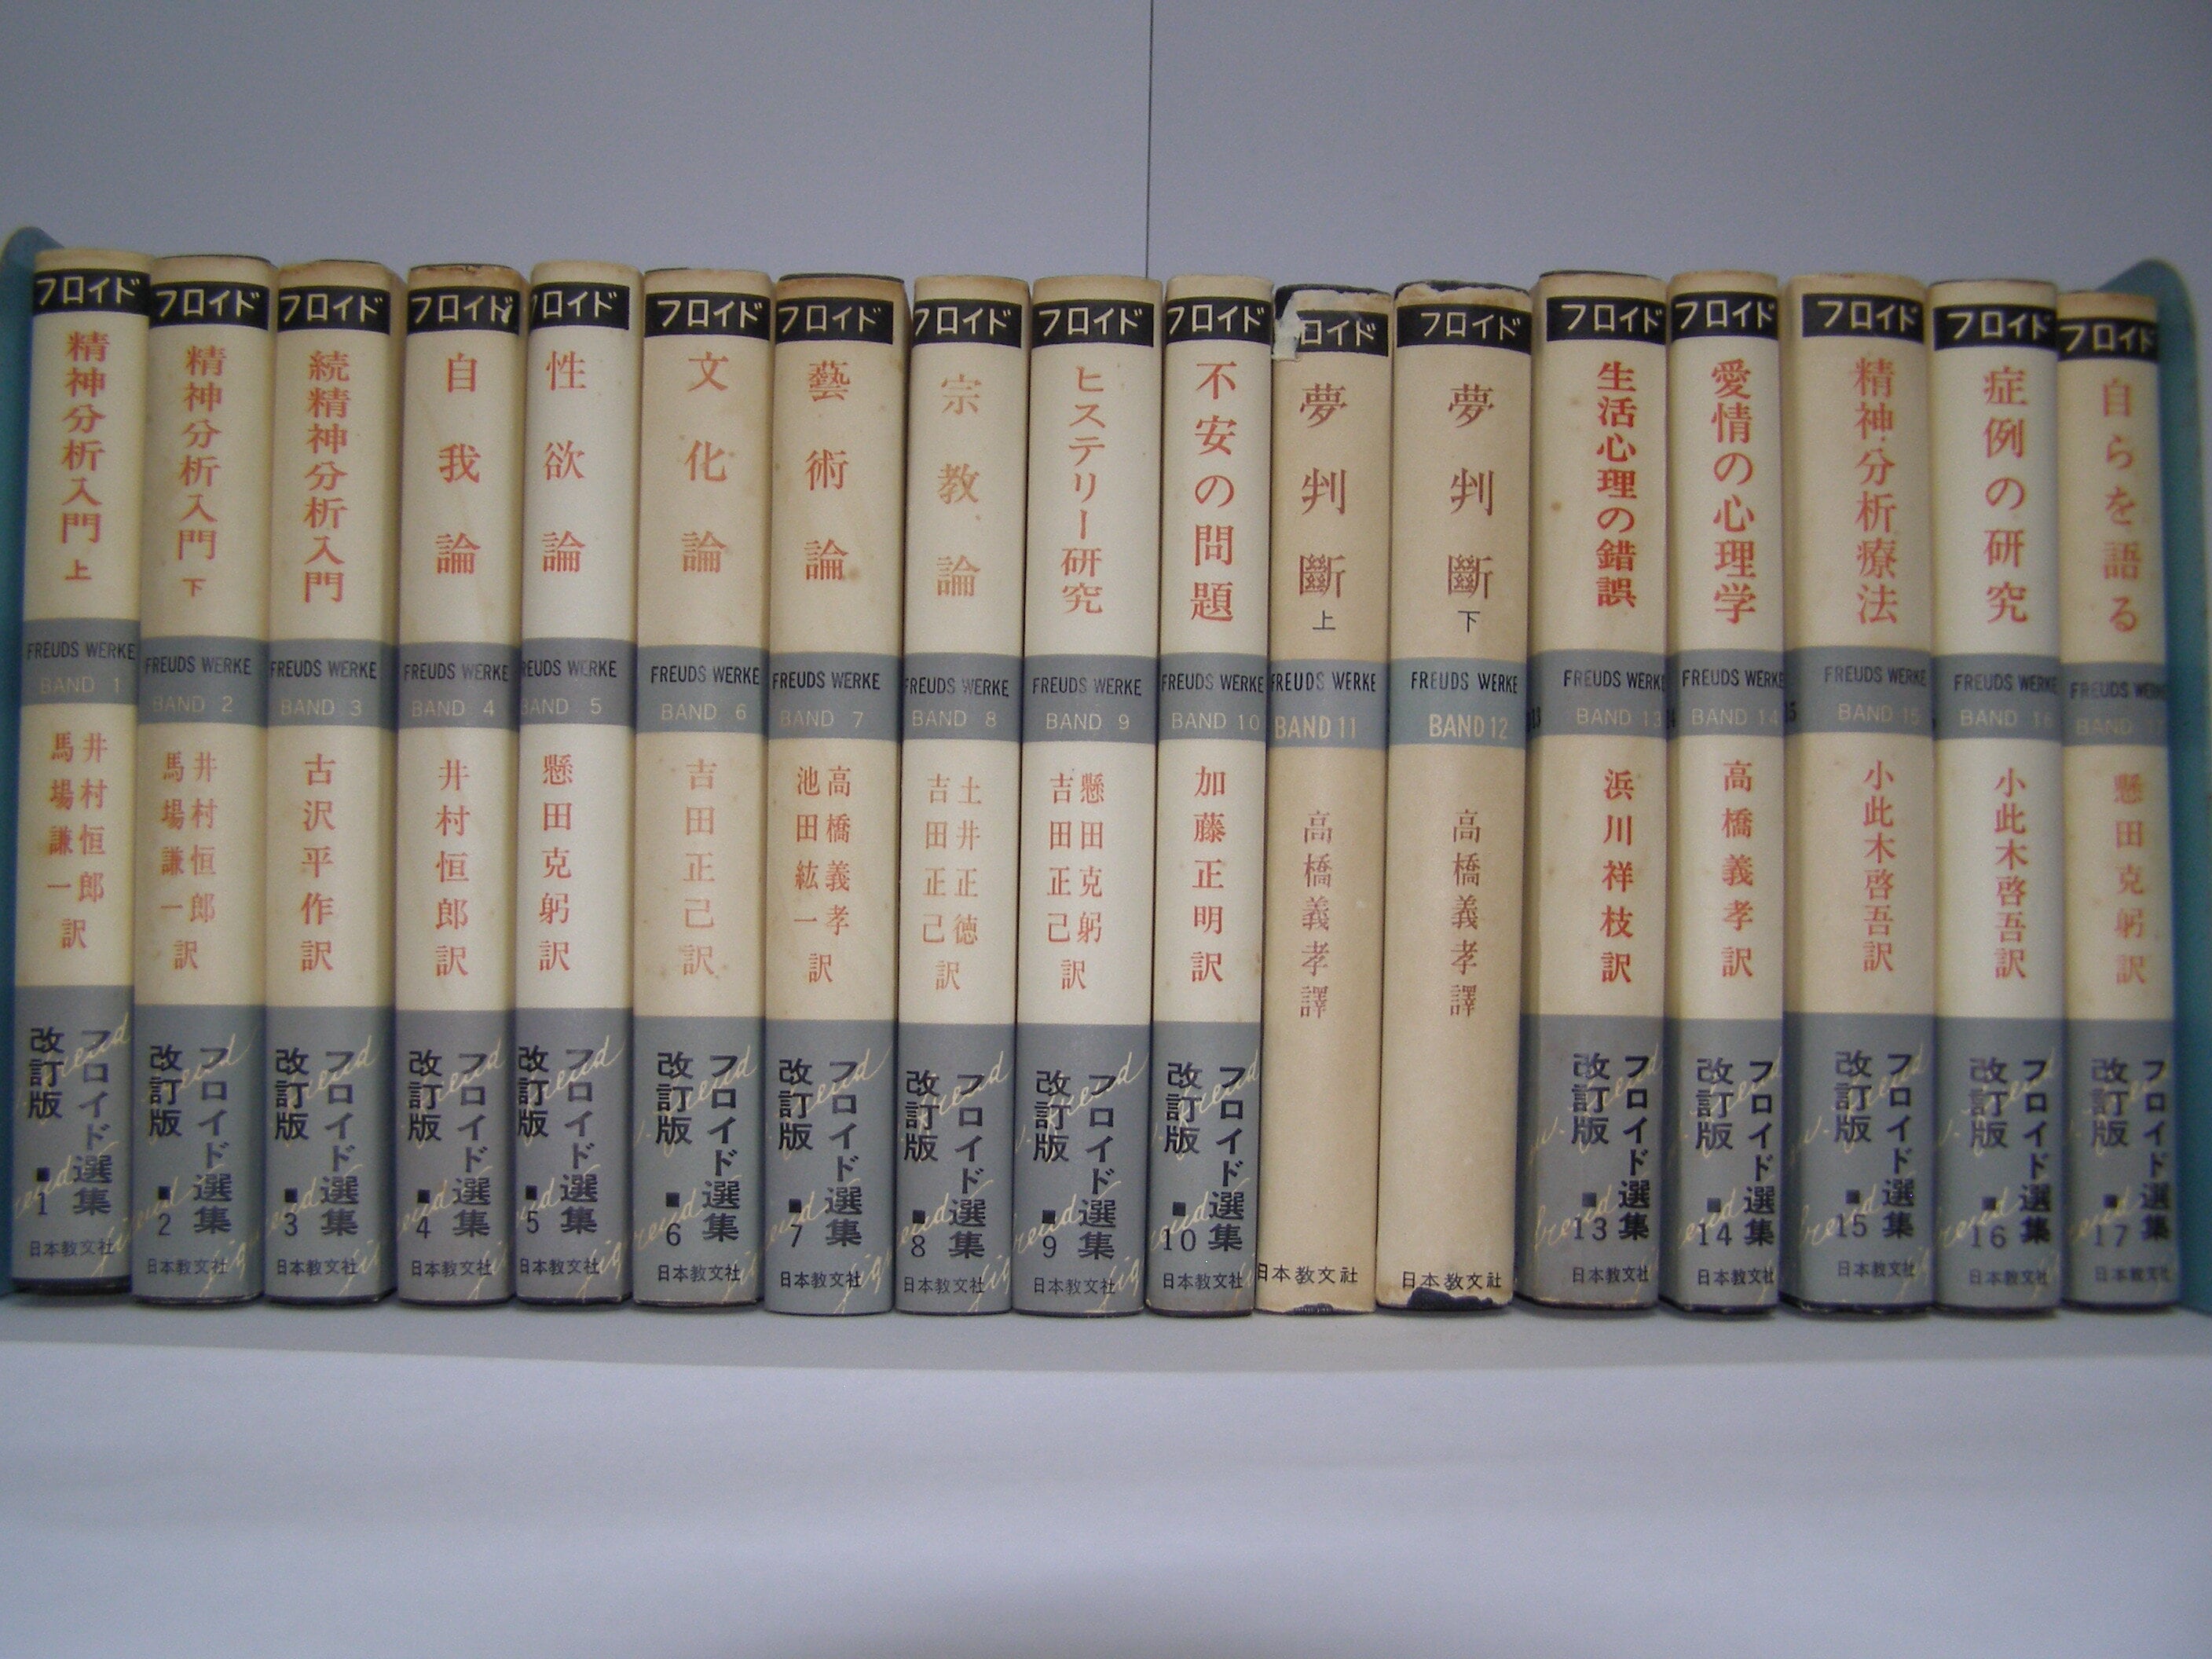 フロイド
精神分析入門 上
FREUDS WERKE
BAND 1
井村恒郎
馬場謙一
訳
フロイド選集
改訂版
■1
日本教文社
フロイド
精神分析入門 下
FREUDS WERKE
BAND 2
井村恒郎
馬場謙一
訳
フロイド選集
改訂版
■2
日本教文社
フロイド
続精神分析入門
FREUDS WERKE
BAND 3
古沢平作訳
フロイド選集
改訂版
■3
日本教文社
フロイド
自我論
FREUDS WERKE
BAND 4
井村恒郎訳
フロイド選集
改訂版
■4
日本教文社
フロイド
性欲論
FREUDS WERKE
BAND 5
懸田克躬訳
フロイド選集
改訂版
■5
日本教文社
フロイド
文化論
FREUDS WERKE
BAND 6
吉田正己訳
フロイド選集
改訂版
■6
日本教文社
フロイド
藝術論
FREUDS WERKE
BAND 7
高橋義孝
池田紘一
訳
フロイド選集
改訂版
■7
日本教文社
フロイド
宗教論
FREUDS WERKE
BAND 8
土井正徳
吉田正己
訳
フロイド選集
改訂版
■8
日本教文社
フロイド
ヒステリー研究
FREUDS WERKE
BAND 9
懸田克躬
吉田正己
訳
フロイド選集
改訂版
■9
日本教文社
フロイド
不安の問題
FREUDS WERKE
BAND 10
加藤正明訳
フロイド選集
改訂版
■10
日本教文社
ロイド
夢判斷 上
FREUDS WERKE
BAND 11
高橋義孝譯
日本教文社
フロイド
夢判斷 下
FREUDS WERKE
BAND 12
高橋義孝譯
日本教文社
フロイド
生活心理の錯誤
FREUDS WERKE
BAND 13
浜川祥枝訳
フロイド選集
改訂版
■13
日本教文社
フロイド
愛情の心理学
FREUDS WERKE
BAND 14
高橋義孝訳
フロイド選集
改訂版
■14
日本教文社
フロイド
精神分析療法
FREUDS WERKE
BAND 15
小此木啓吾訳
フロイド選集
改訂版
■15
日本教文社
フロイド
症例の研究
FREUDS WERKE
BAND 16
小此木啓吾訳
フロイド選集
改訂版
■16
日本教文社
フロイド
自らを語る
FREUDS WERKE
BAND 17
懸田克躬訳
フロイド選集
改訂版
■17
日本教文社